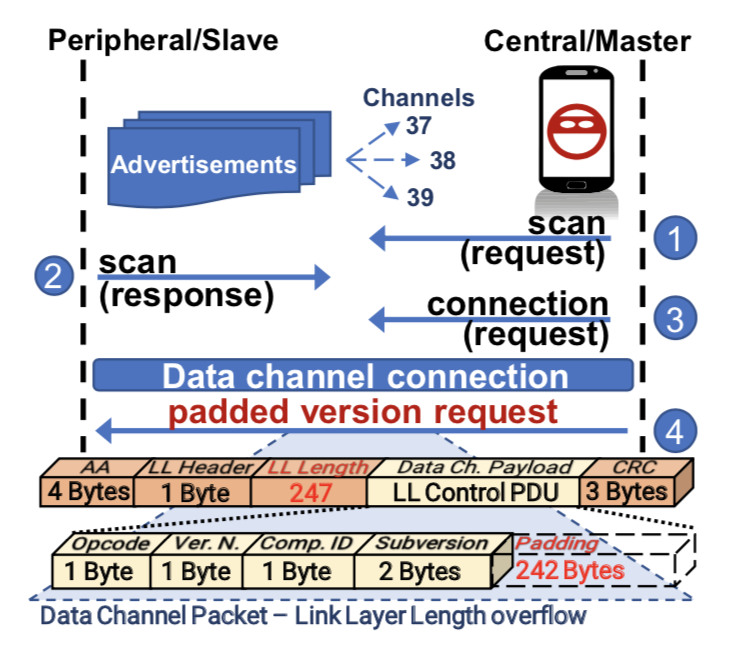 Peripheral/Slave
Central/Master
Channels
37
38
39
Advertisements
scan
(request)
1
2
scan
(response)
connection
(request)
3
Data channel connection
padded version request
4
AA
LL Header
LL Length
Data Ch. Payload
CRC
4 Bytes
1 Byte
247
LL Control PDU
3 Bytes
Opcode
Ver. N.
Comp. ID
Subversion
Padding
1 Byte
1 Byte
1 Byte
2 Bytes
242 Bytes
Data Channel Packet – Link Layer Length overflow